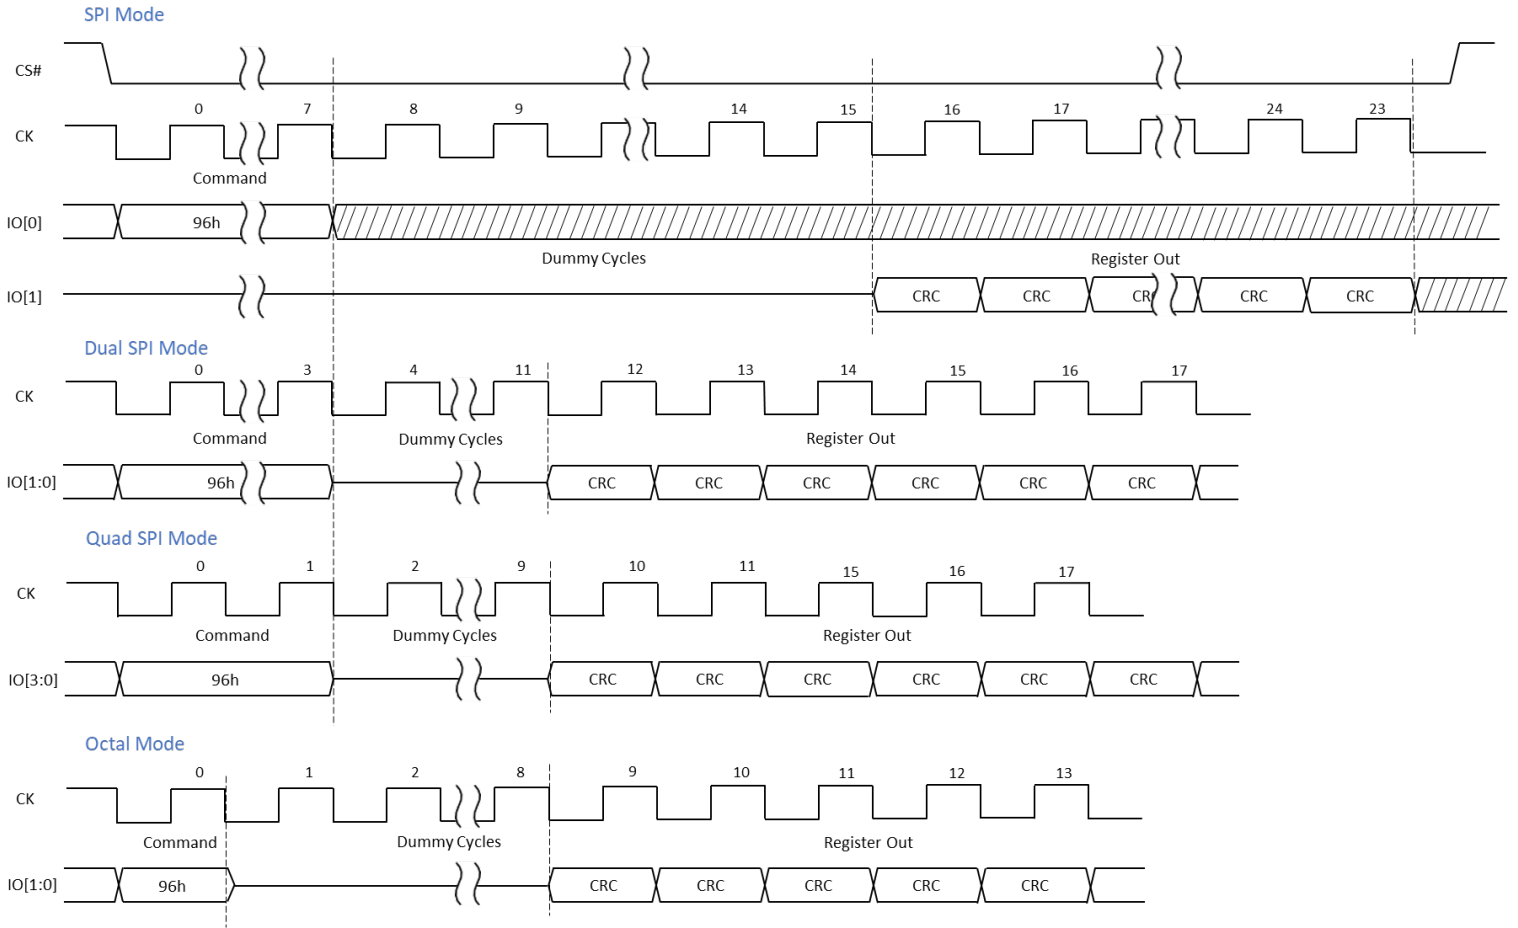 SPI Mode
CS#
0 7 8 9 14 15 16 17 24 23
CK
Command
IO[0] 96h
Dummy Cycles Register Out
IO[1] CRC CRC CR CRC CRC
Dual SPI Mode
0 3 4 11 12 13 14 15 16 17
CK
Command Dummy Cycles Register Out
IO[1:0] 96h CRC CRC CRC CRC CRC CRC
Quad SPI Mode
0 1 2 9 10 11 15 16 17
CK
Command Dummy Cycles Register Out
IO[3:0] 96h CRC CRC CRC CRC CRC CRC
Octal Mode
0 1 2 8 9 10 11 12 13
CK
Command Dummy Cycles Register Out
IO[1:0] 96h CRC CRC CRC CRC CRC